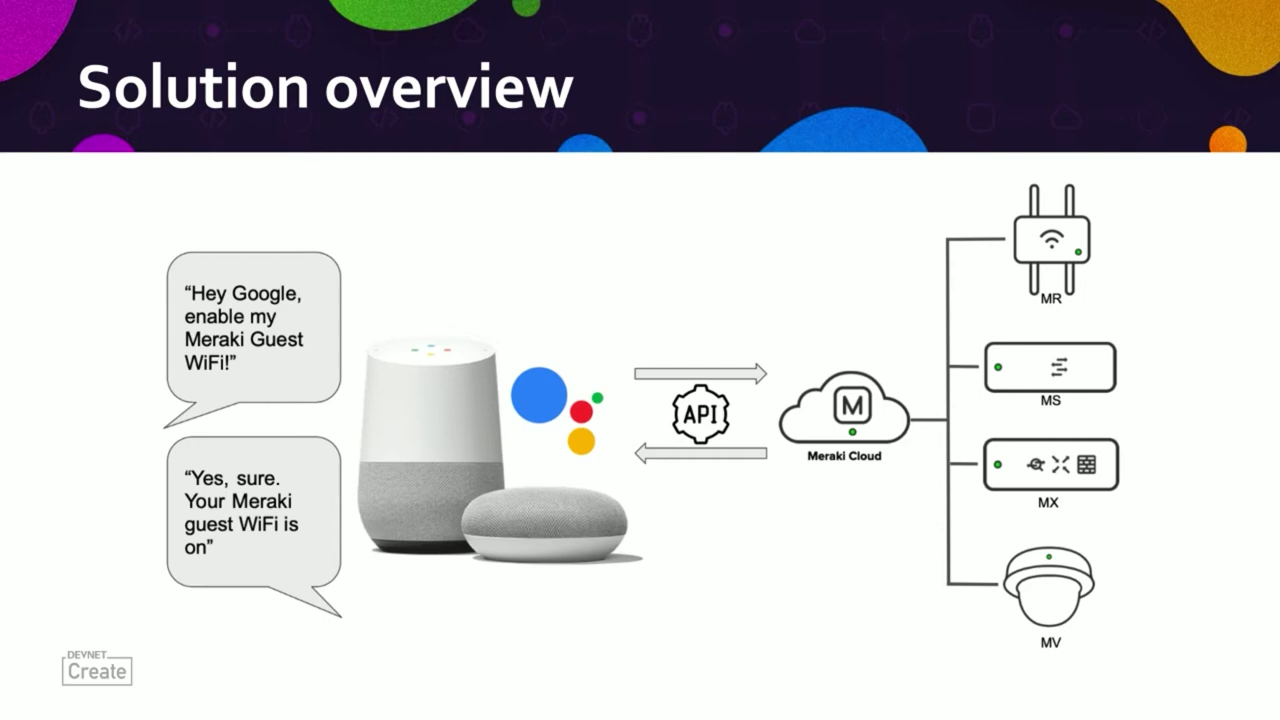 Solution overview
“Hey Google,
enable my
Meraki Guest
WiFi!”
“Yes, sure.
Your Meraki
guest WiFi is
on”
API
M
Meraki Cloud
MR
MS
MX
MV
DEVNET
Create